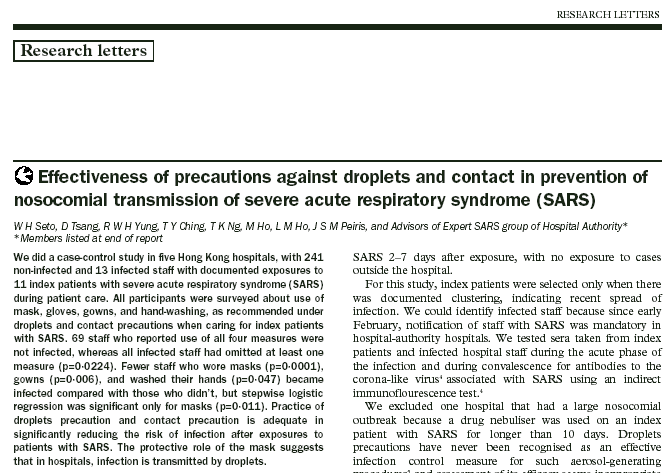 RESEARCH LETTERS
Research letters
Effectiveness of precautions against droplets and contact in prevention of
nosocomial transmission of severe acute respiratory syndrome (SARS)
W H Seto, D Tsang, R W H Yung, T Y Ching, T K Ng, M Ho, L M Ho, J S M Peiris, and Advisors of Expert SARS group of Hospital Authority*
*Members listed at end of report
We did a case-control study in five Hong Kong hospitals, with 241
non-infected and 13 infected staff with documented exposures to
11 index patients with severe acute respiratory syndrome (SARS)
during patient care. All participants were surveyed about use of
mask, gloves, gowns, and hand-washing, as recommended under
droplets and contact precautions when caring for index patients
with SARS. 69 staff who reported use of all four measures were
not infected, whereas all infected staff had omitted at least one
measure (p=0·0224). Fewer staff who wore masks (p=0·0001),
gowns (p=0·006), and washed their hands (p=0·047) became
infected compared with those who didn't, but stepwise logistic
regression was significant only for masks (p=0·011). Practice of
droplets precaution and contact precaution is adequate in
significantly reducing the risk of infection after exposures to
patients with SARS. The protective role of the mask suggests
that in hospitals, infection is transmitted by droplets.
SARS 2–7 days after exposure, with no exposure to cases
outside the hospital.
For this study, index patients were selected only when there
was documented clustering, indicating recent spread of
infection. We could identify infected staff because since early
February, notification of staff with SARS was mandatory in
hospital-authority hospitals. We tested sera taken from index
patients and infected hospital staff during the acute phase of
the infection and during convalescence for antibodies to the
corona-like virus⁴ associated with SARS using an indirect
immunoflourescence test.⁴
We excluded one hospital that had a large nosocomial
outbreak because a drug nebuliser was used on an index
patient with SARS for longer than 10 days. Droplets
precautions have never been recognised as an effective
infection control measure for such aerosol-generating